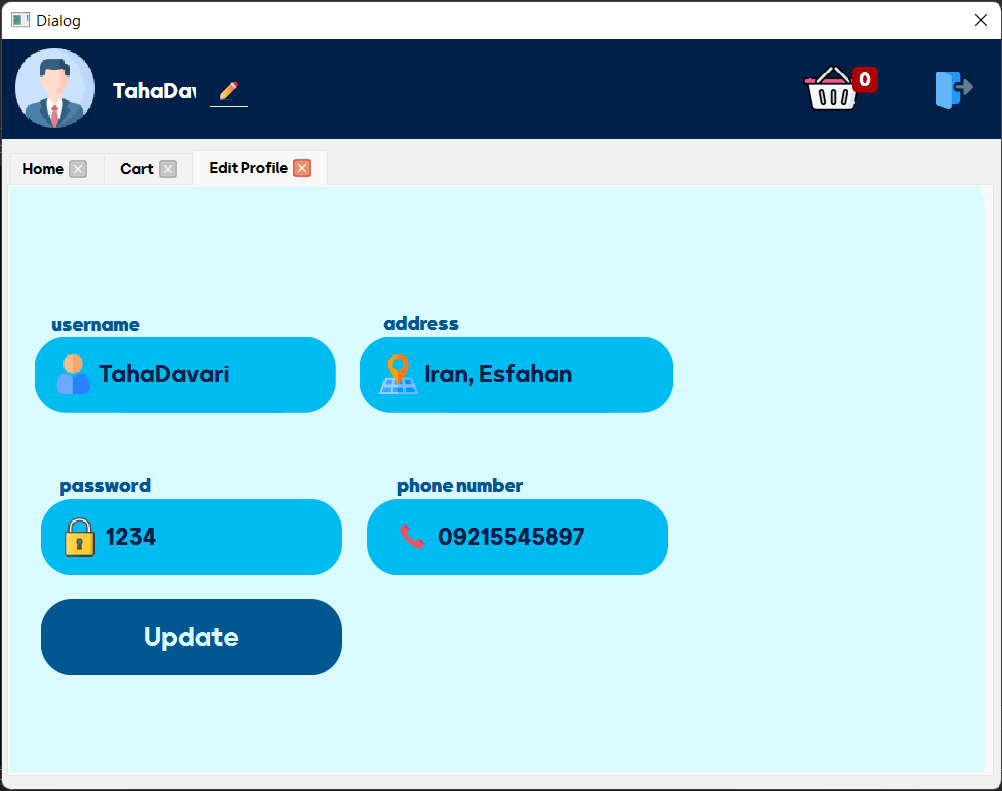 Dialog
TahaDav
0
Home Cart Edit Profile
username address
TahaDavari Iran, Esfahan
password phone number
1234 09215545897
Update